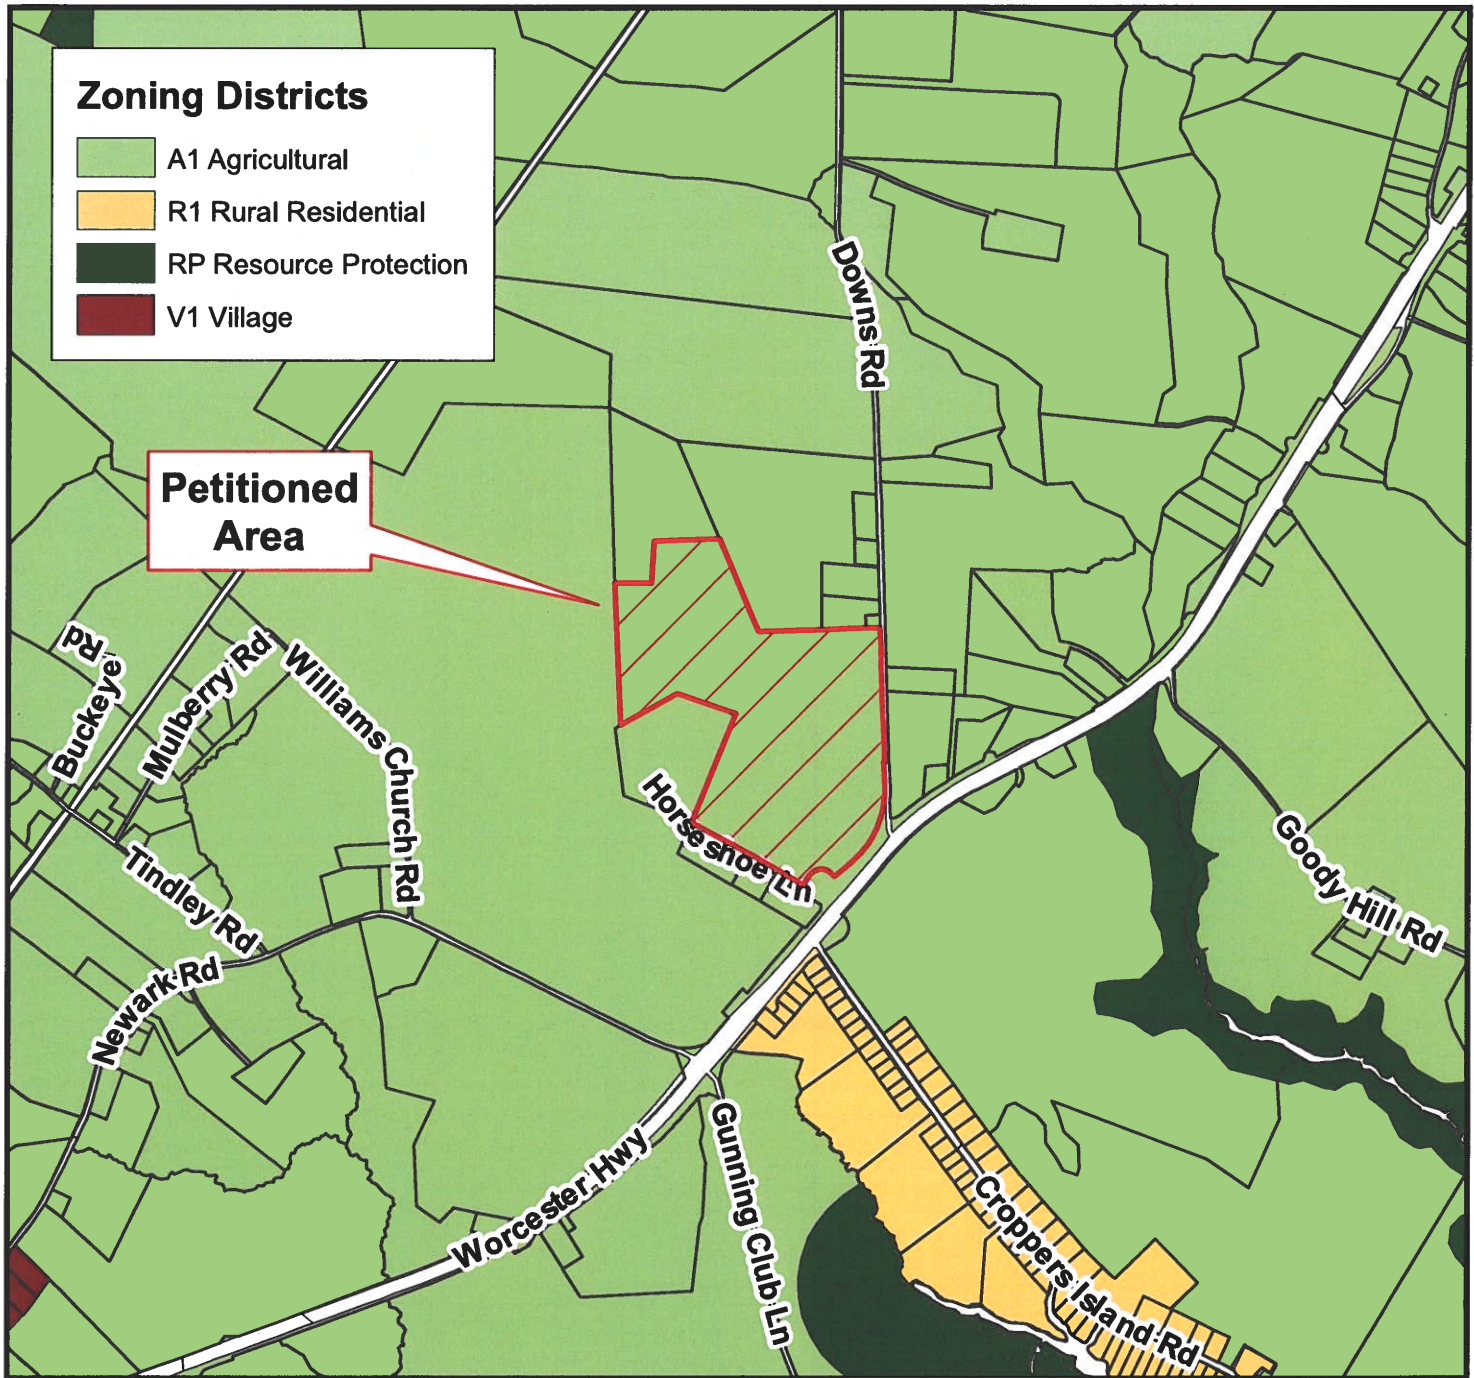 Zoning Districts
A1 Agricultural
R1 Rural Residential
RP Resource Protection
V1 Village
Downs Rd
Petitioned
Area
Buckeye Rd
Mulberry Rd
Williams Church Rd
Horseshoe Ln
Tindley Rd
Goody Hill Rd
Newark Rd
Worcester Hwy
Gunning Club Ln
Croppers Island Rd